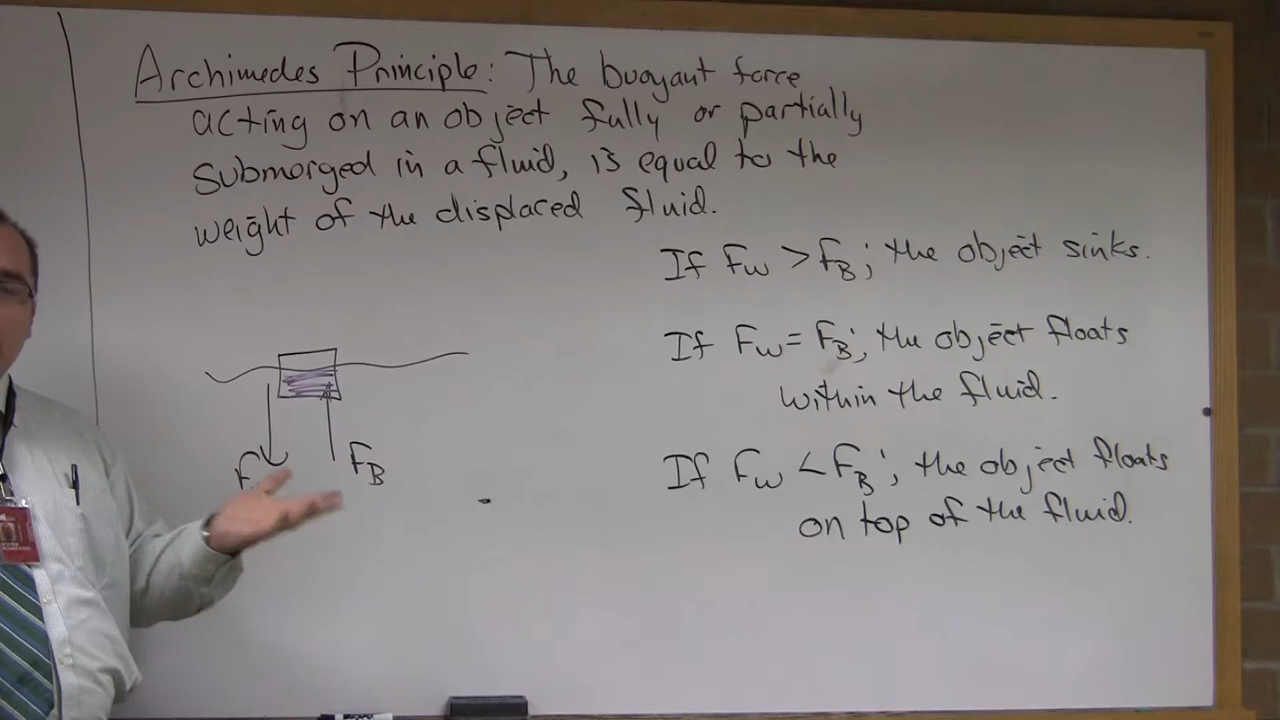 Archimedes Principle: The buoyant force
acting on an object fully or partially
submorged in a fluid, is equal to the
weight of the displaced fluid.
If Fw > FB; the object sinks.
If Fw = FB; the object floats
within the fluid.
If Fw < FB; the object floats
on top of the fluid.
F
FB